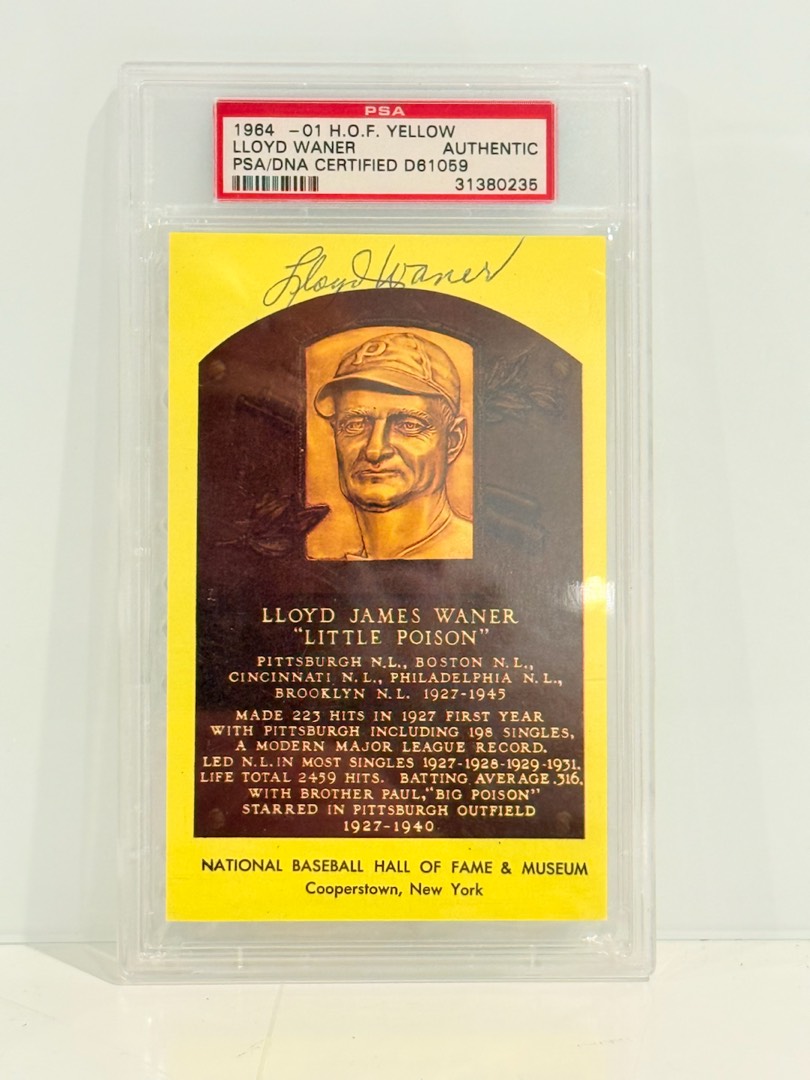 PSA
1964 -01 H.O.F. YELLOW
LLOYD WANER AUTHENTIC
PSA/DNA CERTIFIED D61059
31380235
Lloyd Waner
P
LLOYD JAMES WANER
"LITTLE POISON"
PITTSBURGH N.L., BOSTON N.L.,
CINCINNATI N.L., PHILADELPHIA N.L.,
BROOKLYN N.L. 1927-1945
MADE 223 HITS IN 1927 FIRST YEAR
WITH PITTSBURGH INCLUDING 198 SINGLES,
A MODERN MAJOR LEAGUE RECORD.
LED N.L. IN MOST SINGLES 1927-1928-1929-1931.
LIFE TOTAL 2459 HITS. BATTING AVERAGE .316.
WITH BROTHER PAUL, "BIG POISON"
STARRED IN PITTSBURGH OUTFIELD
1927-1940
NATIONAL BASEBALL HALL OF FAME & MUSEUM
Cooperstown, New York